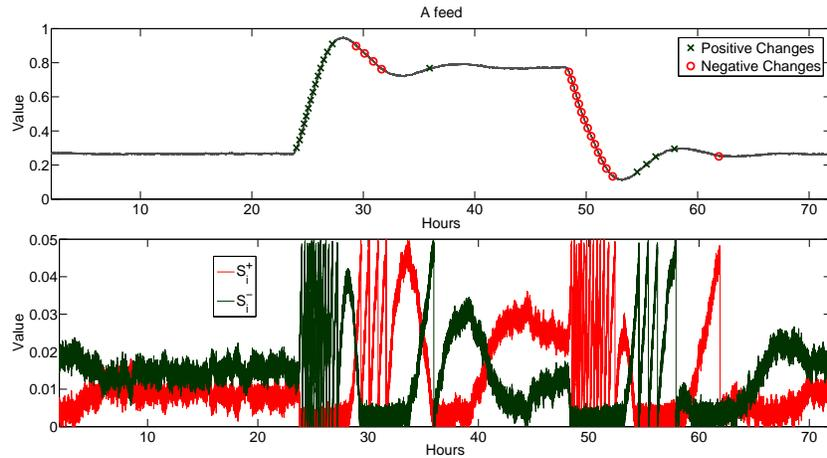 A feed
1
0.8
0.6
0.4
0.2
0
Value
Positive Changes
Negative Changes
10 20 30 40 50 60 70
Hours
0.05
0.04
0.03
0.02
0.01
0
Value
S_i^+
S_i^-
10 20 30 40 50 60 70
Hours